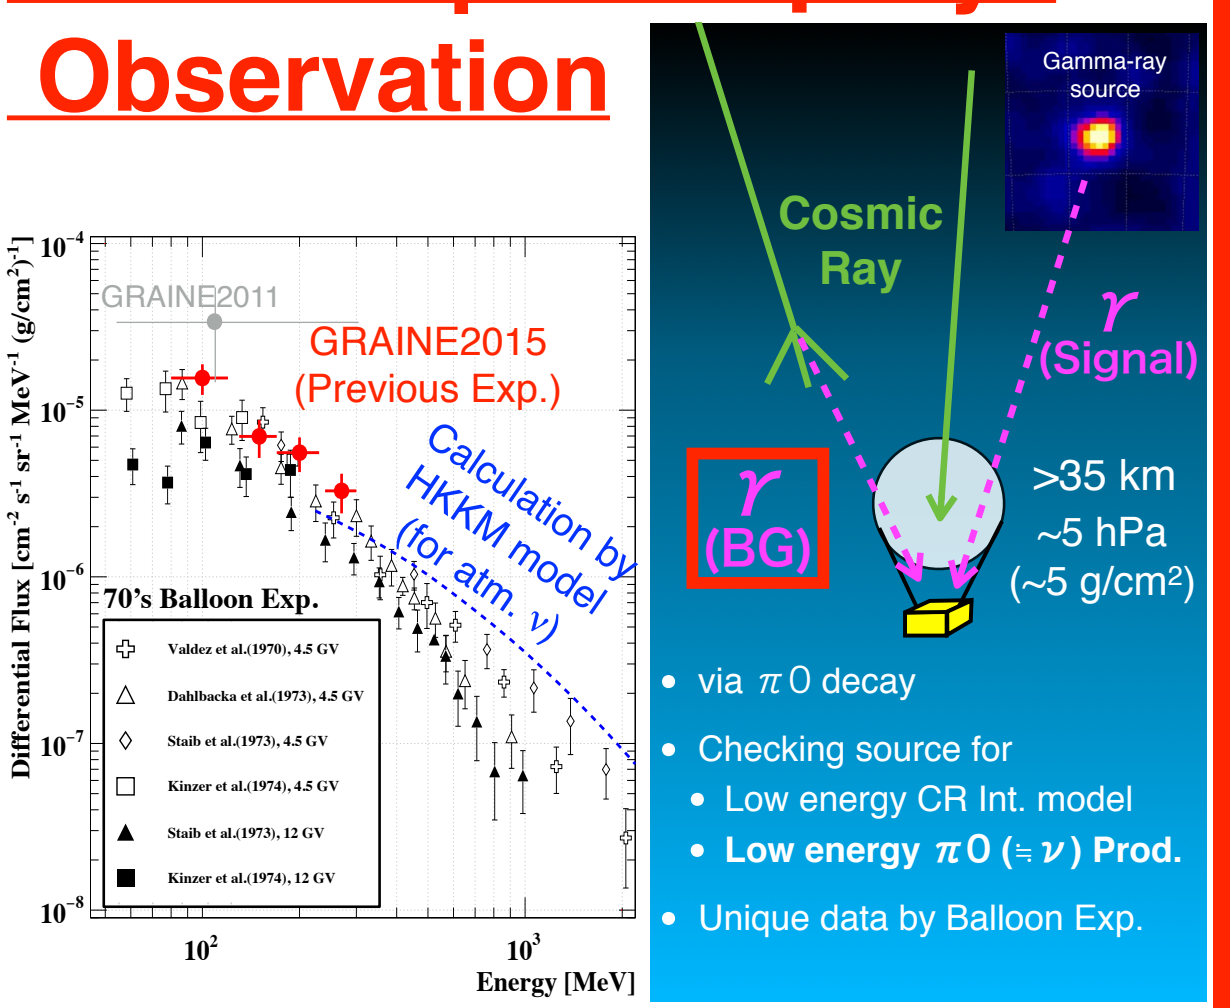 Observation
Differential Flux [cm⁻² s⁻¹ sr⁻¹ MeV⁻¹ (g/cm²)⁻¹]
10⁻⁴
10⁻⁵
10⁻⁶
10⁻⁷
10⁻⁸
GRAINE2011
GRAINE2015
(Previous Exp.)
Calculation by
HKKM model
(for atm. ν)
70's Balloon Exp.
Valdez et al.(1970), 4.5 GV
Dahlbacka et al.(1973), 4.5 GV
Staib et al.(1973), 4.5 GV
Kinzer et al.(1974), 4.5 GV
Staib et al.(1973), 12 GV
Kinzer et al.(1974), 12 GV
10²
10³
Energy [MeV]
Gamma-ray
source
Cosmic
Ray
γ
(Signal)
γ
(BG)
>35 km
~5 hPa
(~5 g/cm²)
• via π0 decay
• Checking source for
• Low energy CR Int. model
• Low energy π0 (≒ν) Prod.
• Unique data by Balloon Exp.